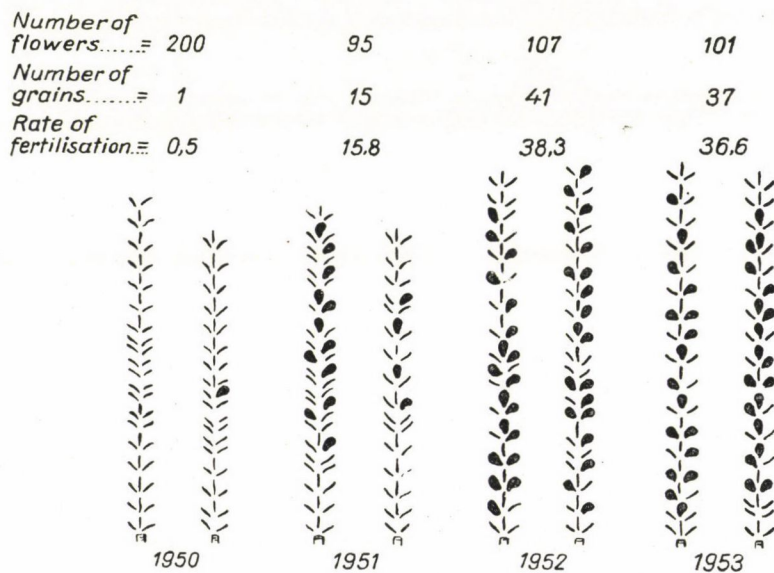 Number of
flowers......= 200 95 107 101
Number of
grains.......= 1 15 41 37
Rate of
fertilisation..= 0,5 15,8 38,3 36,6
1950 1951 1952 1953